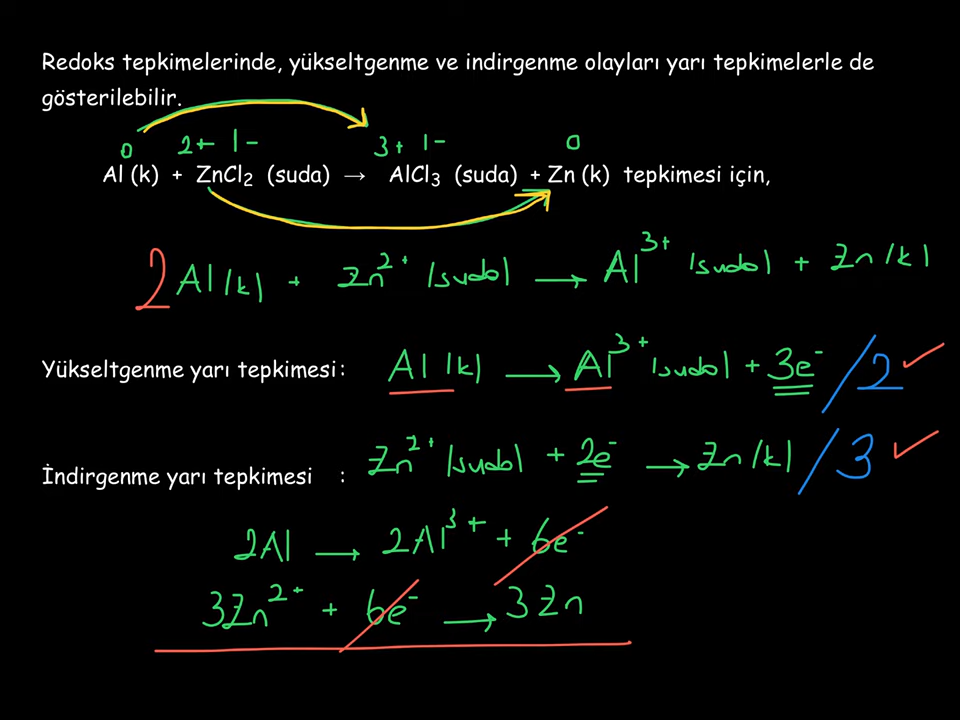 Redoks tepkimelerinde, yükseltgenme ve indirgenme olayları yarı tepkimelerle de
gösterilebilir.
0 2+ 1- 3+ 1- 0
Al (k) + ZnCl₂ (suda) → AlCl₃ (suda) + Zn (k) tepkimesi için,
2 Al(k) + Zn²⁺ (suda) → Al³⁺ (suda) + Zn(k)
Yükseltgenme yarı tepkimesi: Al (k) → Al³⁺ (suda) + 3e⁻ / 2
İndirgenme yarı tepkimesi : Zn²⁺ (suda) + 2e⁻ → Zn(k) / 3
2Al → 2Al³⁺ + 6e⁻
3Zn²⁺ + 6e⁻ → 3Zn